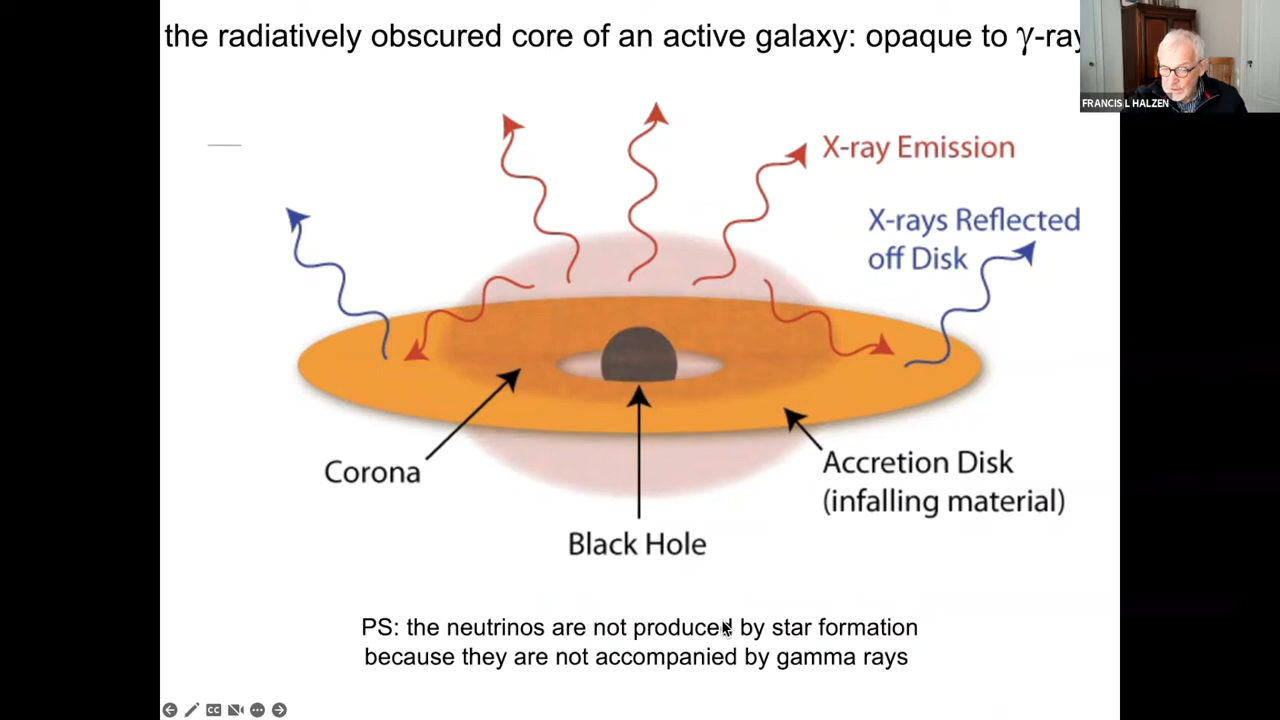 the radiatively obscured core of an active galaxy: opaque to γ-ray
FRANCIS L HALZEN
X-ray Emission
X-rays Reflected
off Disk
Corona
Accretion Disk
(infalling material)
Black Hole
PS: the neutrinos are not produced by star formation
because they are not accompanied by gamma rays
CC